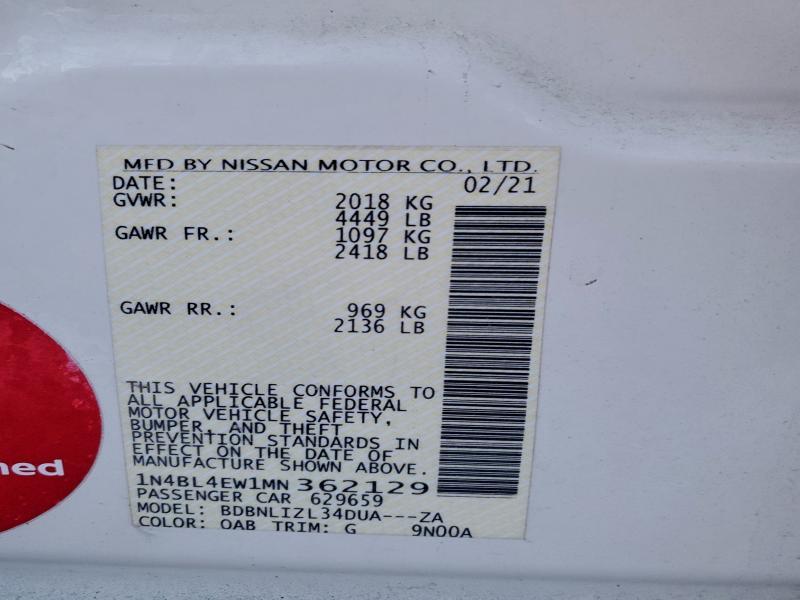 MFD BY NISSAN MOTOR CO., LTD.
DATE: 02/21
GVWR: 2018 KG
4449 LB
GAWR FR.: 1097 KG
2418 LB
GAWR RR.: 969 KG
2136 LB
THIS VEHICLE CONFORMS TO
ALL APPLICABLE FEDERAL
MOTOR VEHICLE SAFETY,
BUMPER, AND THEFT
PREVENTION STANDARDS IN
EFFECT ON THE DATE OF
MANUFACTURE SHOWN ABOVE.
1N4BL4EW1MN362129
PASSENGER CAR 629659
MODEL: BDBNLIZL34DUA---ZA
COLOR: QAB TRIM: G 9N00A